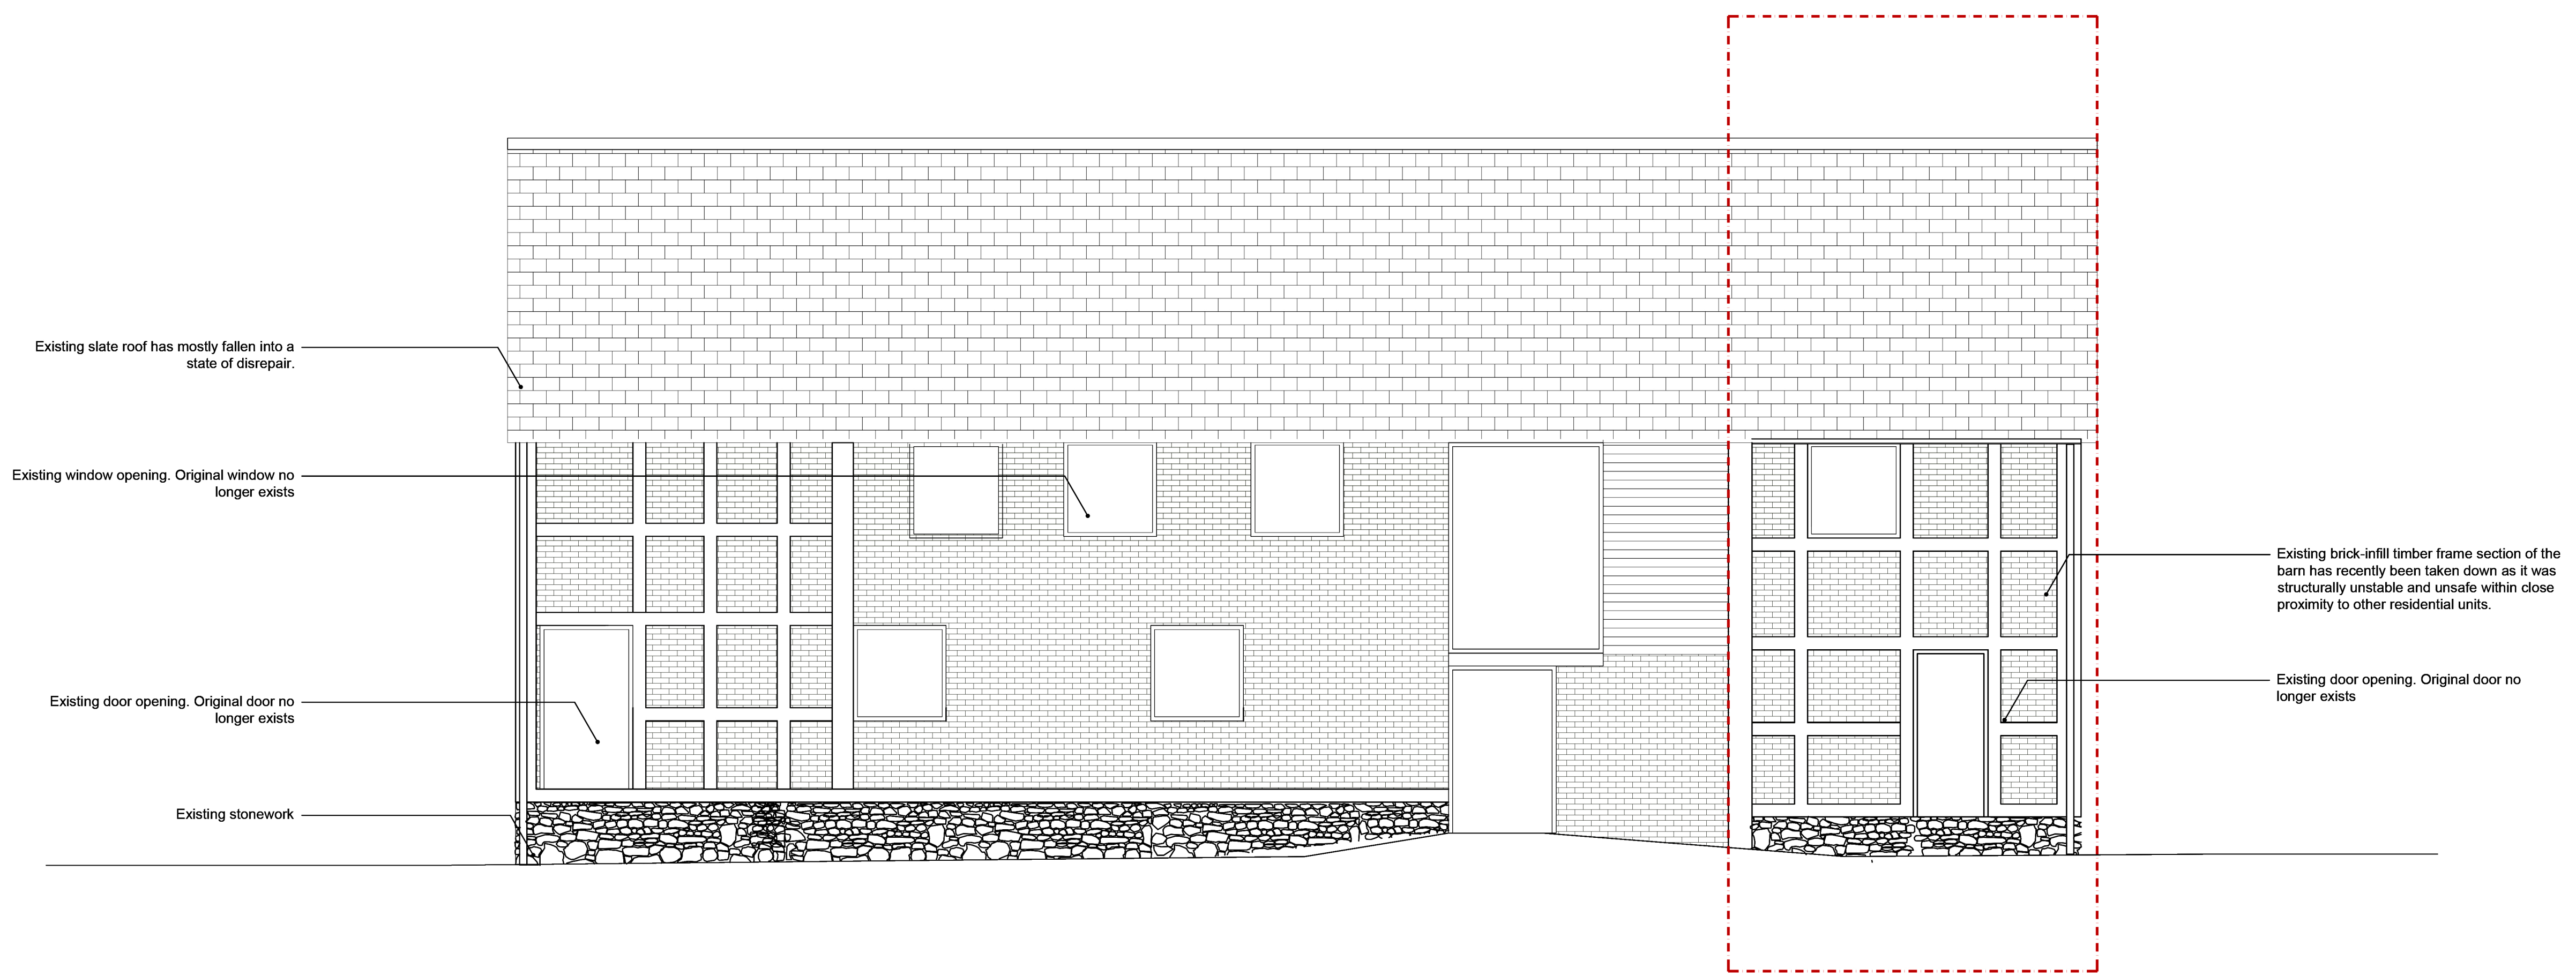 Existing slate roof has mostly fallen into a
state of disrepair.
Existing window opening. Original window no
longer exists
Existing door opening. Original door no
longer exists
Existing stonework
Existing brick-infill timber frame section of the
barn has recently been taken down as it was
structurally unstable and unsafe within close
proximity to other residential units.
Existing door opening. Original door no
longer exists